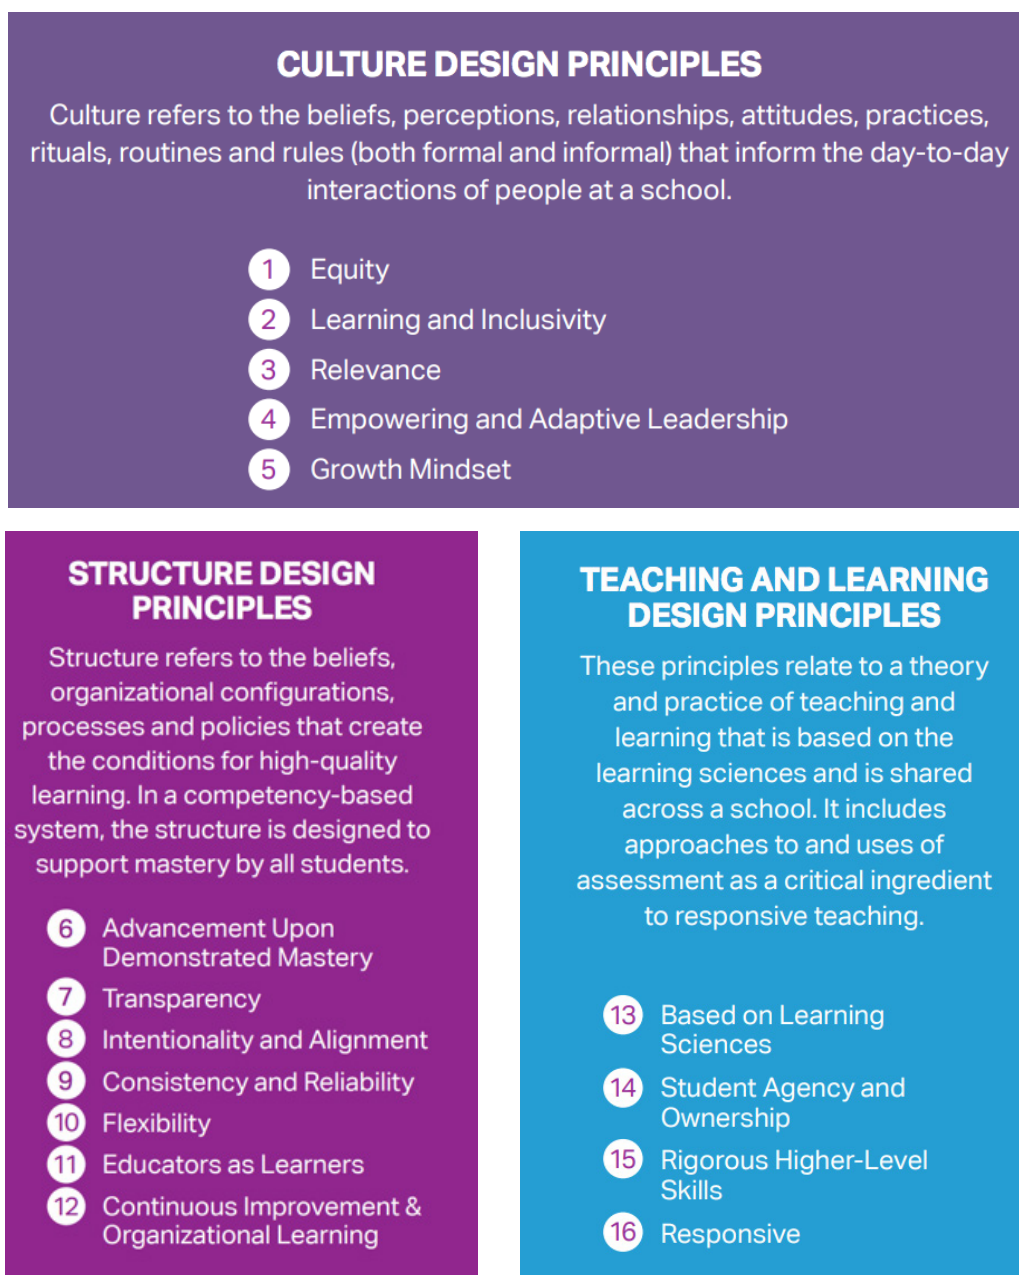 CULTURE DESIGN PRINCIPLES
Culture refers to the beliefs, perceptions, relationships, attitudes, practices,
rituals, routines and rules (both formal and informal) that inform the day-to-day
interactions of people at a school.
1 Equity
2 Learning and Inclusivity
3 Relevance
4 Empowering and Adaptive Leadership
5 Growth Mindset
STRUCTURE DESIGN
PRINCIPLES
Structure refers to the beliefs,
organizational configurations,
processes and policies that create
the conditions for high-quality
learning. In a competency-based
system, the structure is designed to
support mastery by all students.
6 Advancement Upon
Demonstrated Mastery
7 Transparency
8 Intentionality and Alignment
9 Consistency and Reliability
10 Flexibility
11 Educators as Learners
12 Continuous Improvement &
Organizational Learning
TEACHING AND LEARNING
DESIGN PRINCIPLES
These principles relate to a theory
and practice of teaching and
learning that is based on the
learning sciences and is shared
across a school. It includes
approaches to and uses of
assessment as a critical ingredient
to responsive teaching.
13 Based on Learning
Sciences
14 Student Agency and
Ownership
15 Rigorous Higher-Level
Skills
16 Responsive